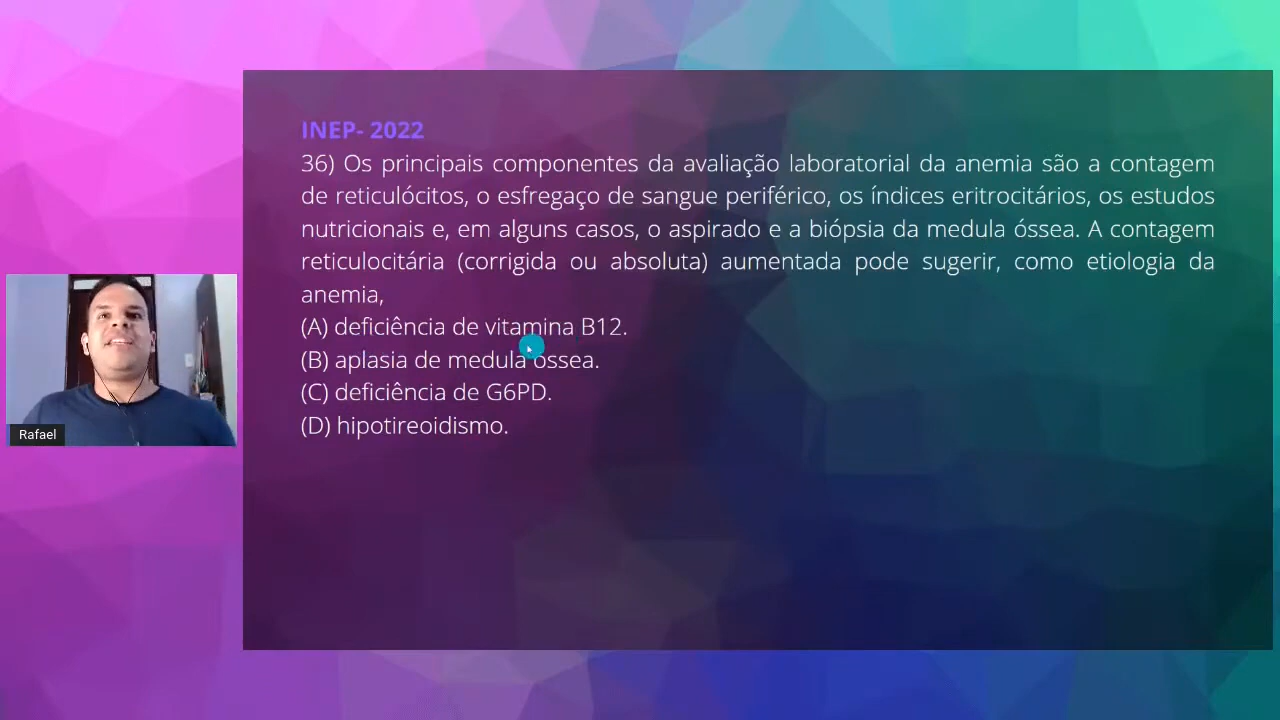 INEP- 2022
36) Os principais componentes da avaliação laboratorial da anemia são a contagem
de reticulócitos, o esfregaço de sangue periférico, os índices eritrocitários, os estudos
nutricionais e, em alguns casos, o aspirado e a biópsia da medula óssea. A contagem
reticulocitária (corrigida ou absoluta) aumentada pode sugerir, como etiologia da
anemia,
(A) deficiência de vitamina B12.
(B) aplasia de medula óssea.
(C) deficiência de G6PD.
(D) hipotireoidismo.
Rafael